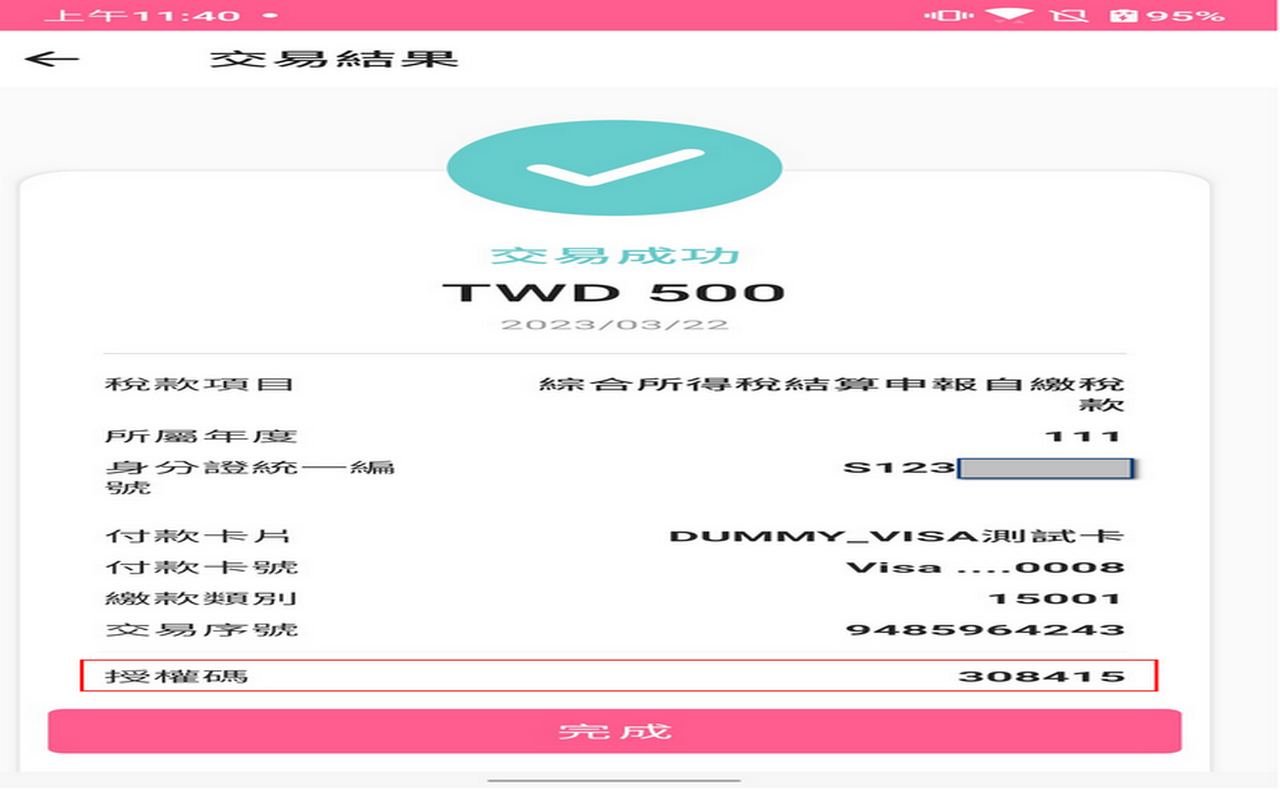 上午11:40 95%
交易結果
交易成功
TWD 500
2023/03/22
稅款項目 綜合所得稅結算申報自繳稅
款
所屬年度 111
身分證統一編 S123
號
付款卡片 DUMMY_VISA測試卡
付款卡號 Visa ....0008
繳款類別 15001
交易序號 9485964243
授權碼 308415
完成